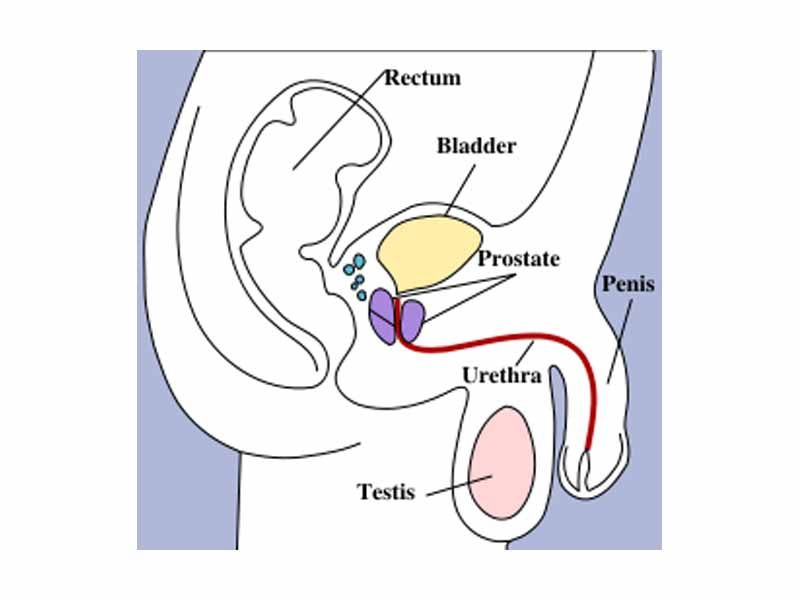 Rectum
Bladder
Prostate
Penis
Urethra
Testis